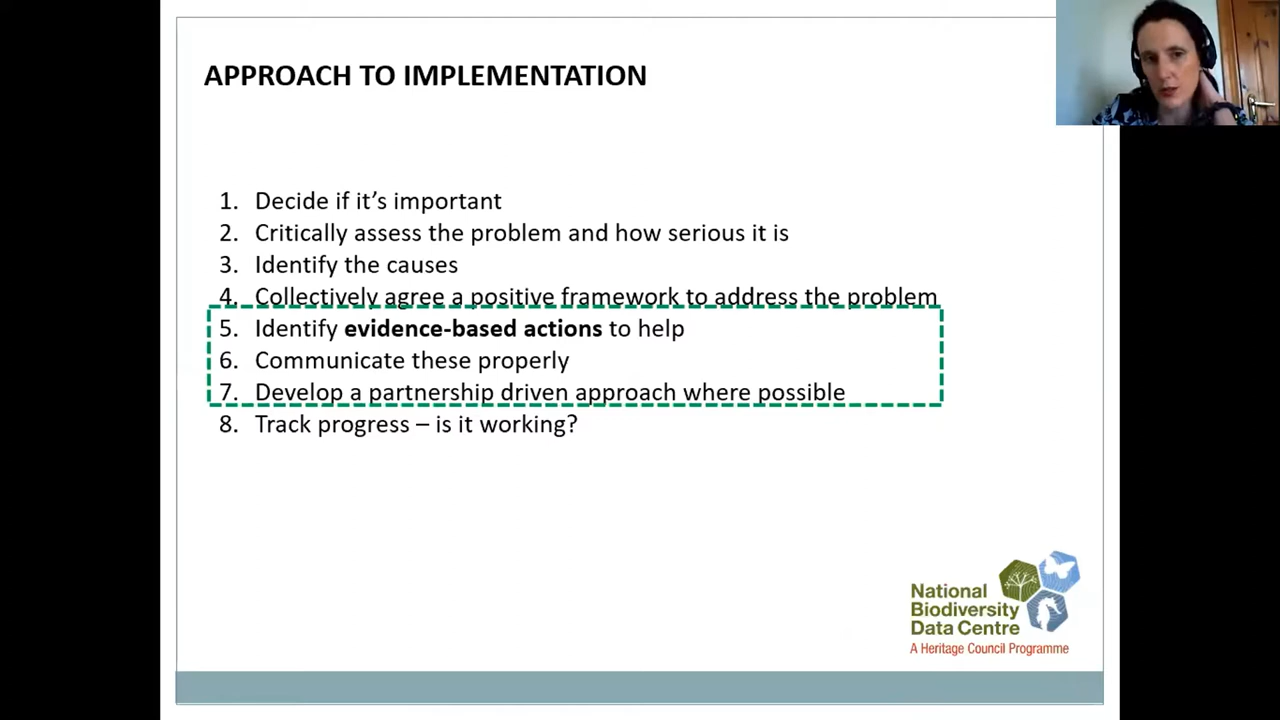 APPROACH TO IMPLEMENTATION
1. Decide if it's important
2. Critically assess the problem and how serious it is
3. Identify the causes
4. Collectively agree a positive framework to address the problem
5. Identify evidence-based actions to help
6. Communicate these properly
7. Develop a partnership driven approach where possible
8. Track progress – is it working?
National
Biodiversity
Data Centre
A Heritage Council Programme